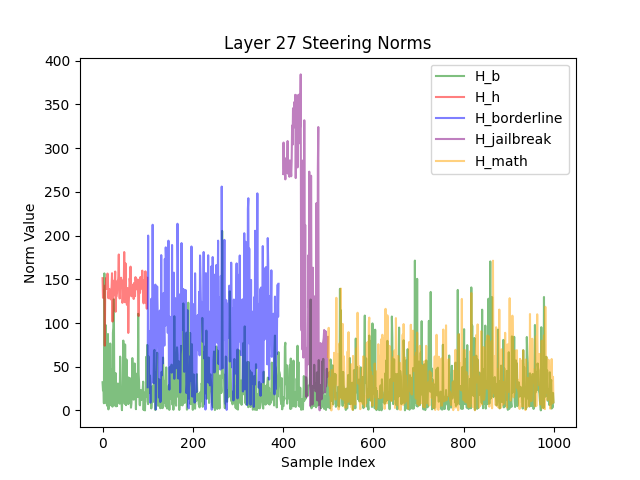 Layer 27 Steering Norms
400
350
300
250
200
150
100
50
0
Norm Value
H_b
H_h
H_borderline
H_jailbreak
H_math
0
200
400
600
800
1000
Sample Index